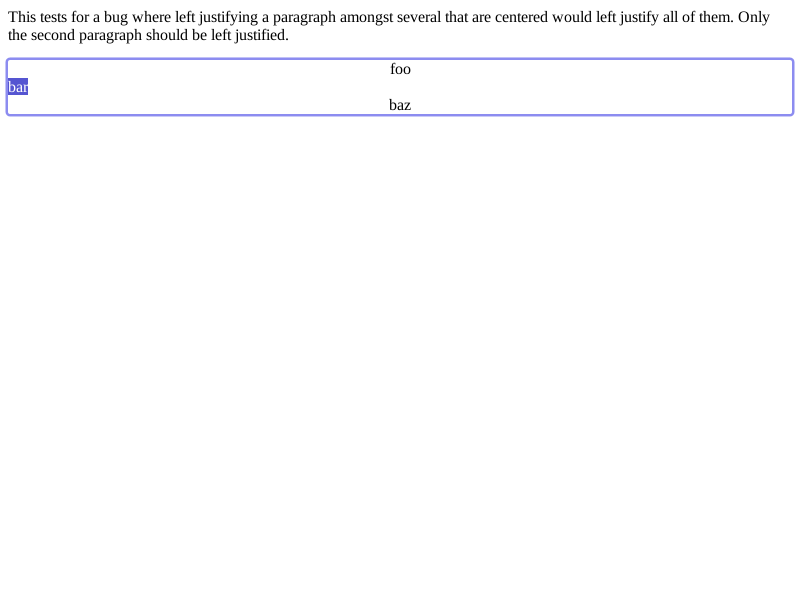 This tests for a bug where left justifying a paragraph amongst several that are centered would left justify all of them. Only
the second paragraph should be left justified.
foo
bar
baz